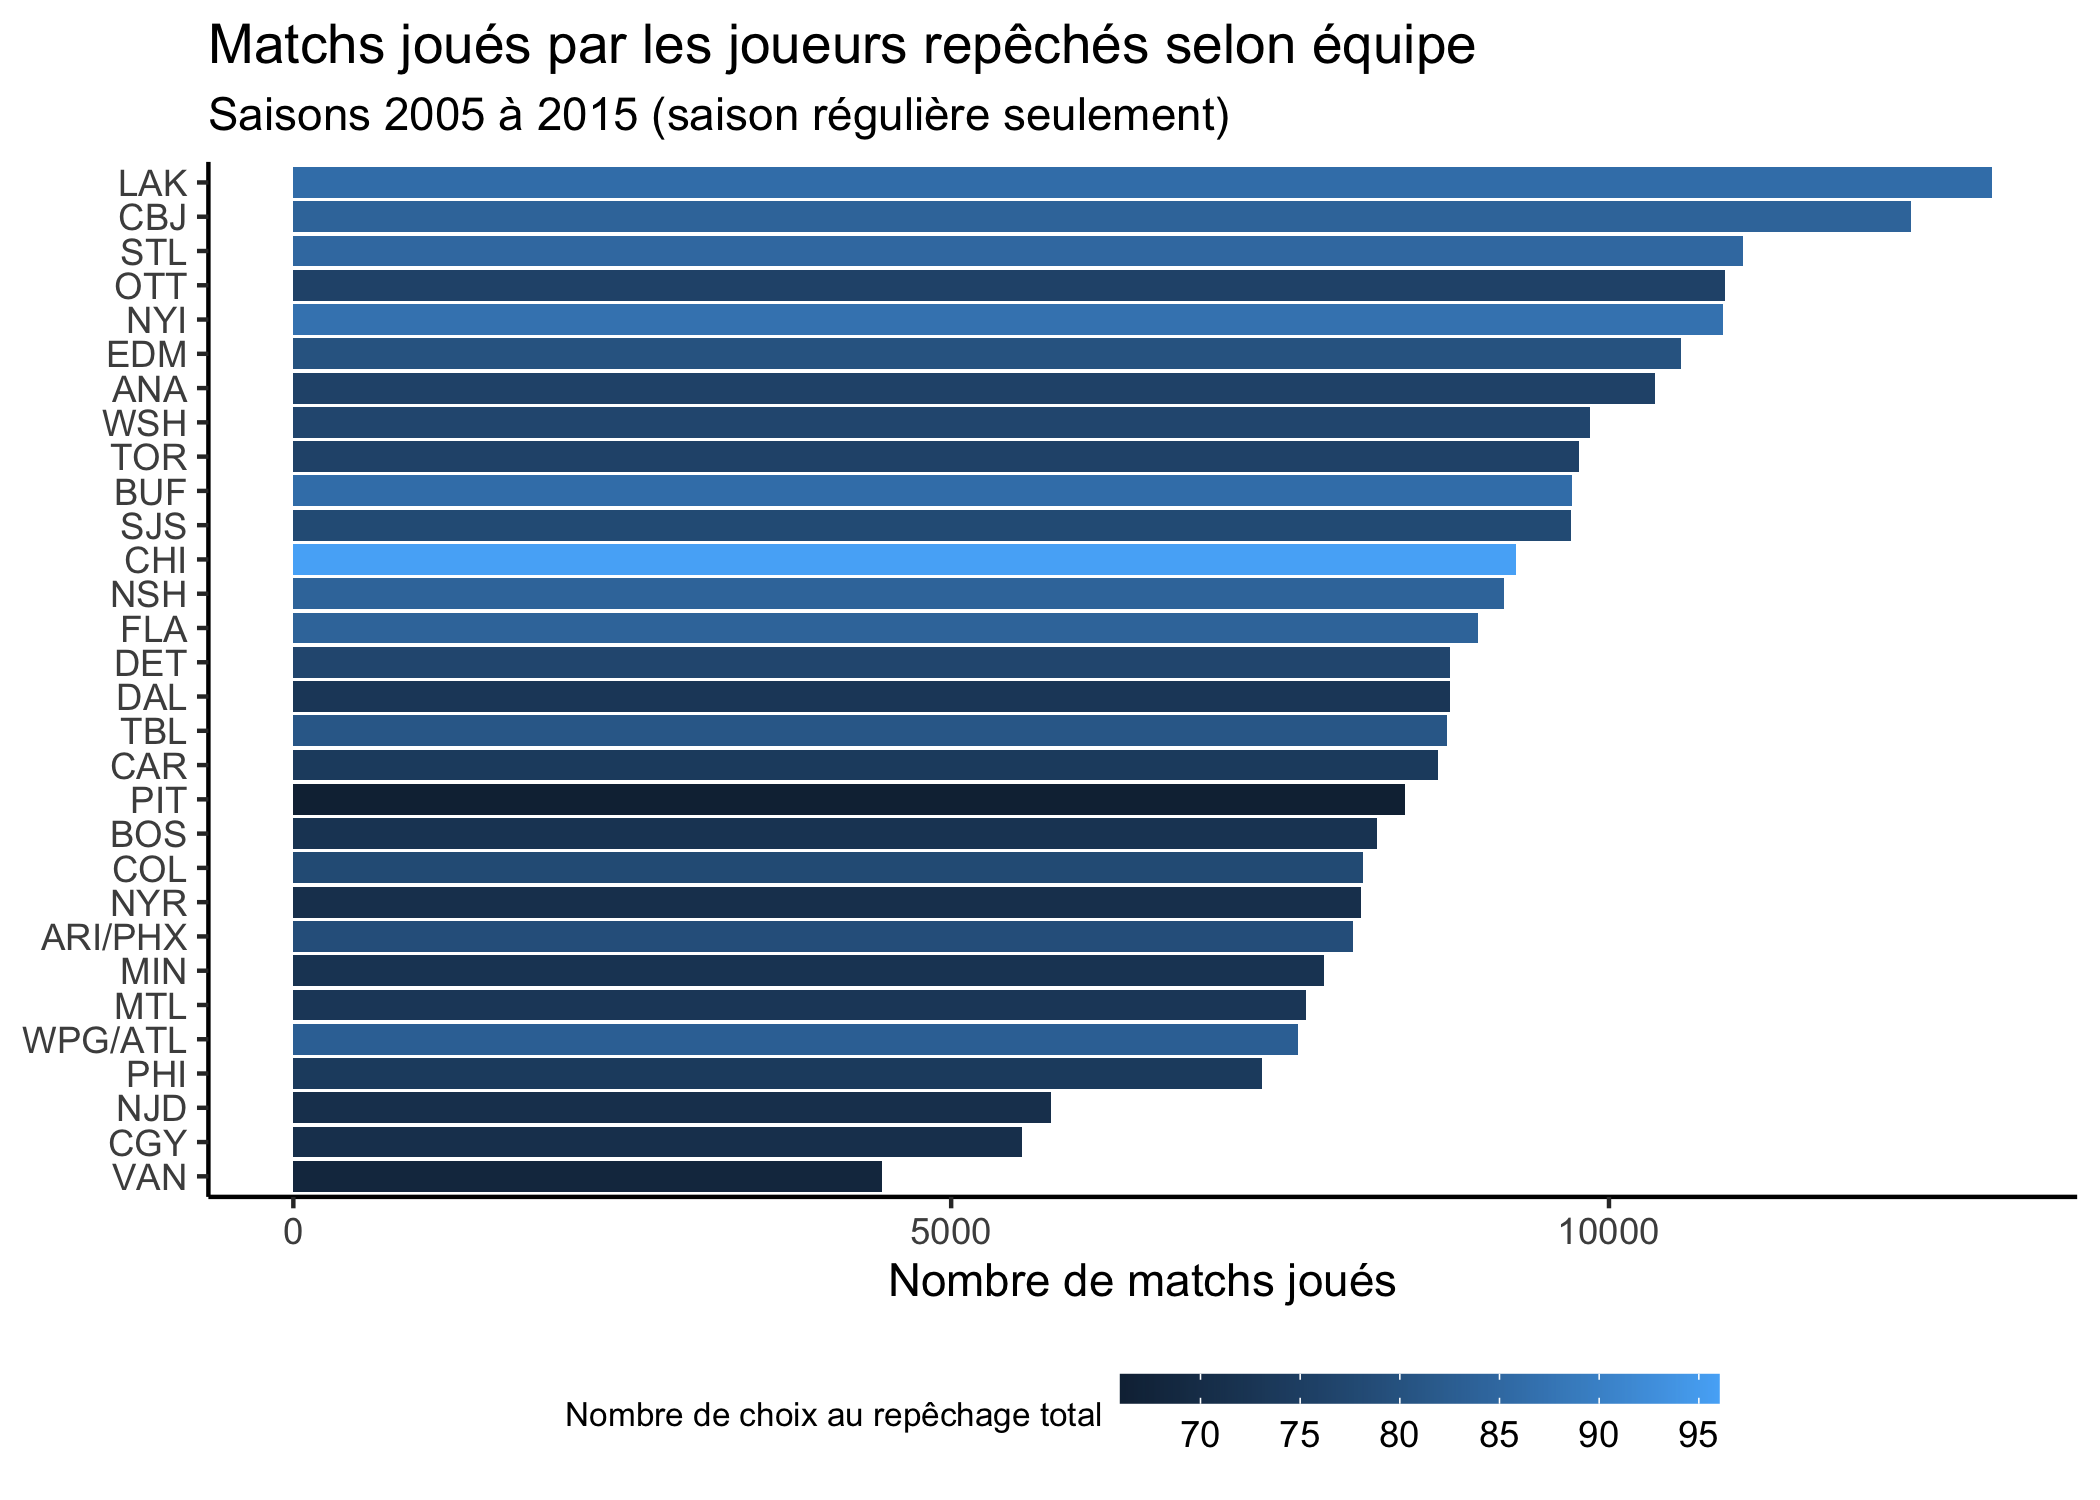 Matchs joués par les joueurs repêchés selon équipe
Saisons 2005 à 2015 (saison régulière seulement)
LAK
CBJ
STL
OTT
NYI
EDM
ANA
WSH
TOR
BUF
SJS
CHI
NSH
FLA
DET
DAL
TBL
CAR
PIT
BOS
COL
NYR
ARI/PHX
MIN
MTL
WPG/ATL
PHI
NJD
CGY
VAN
0 5000 10000
Nombre de matchs joués
Nombre de choix au repêchage total
70 75 80 85 90 95